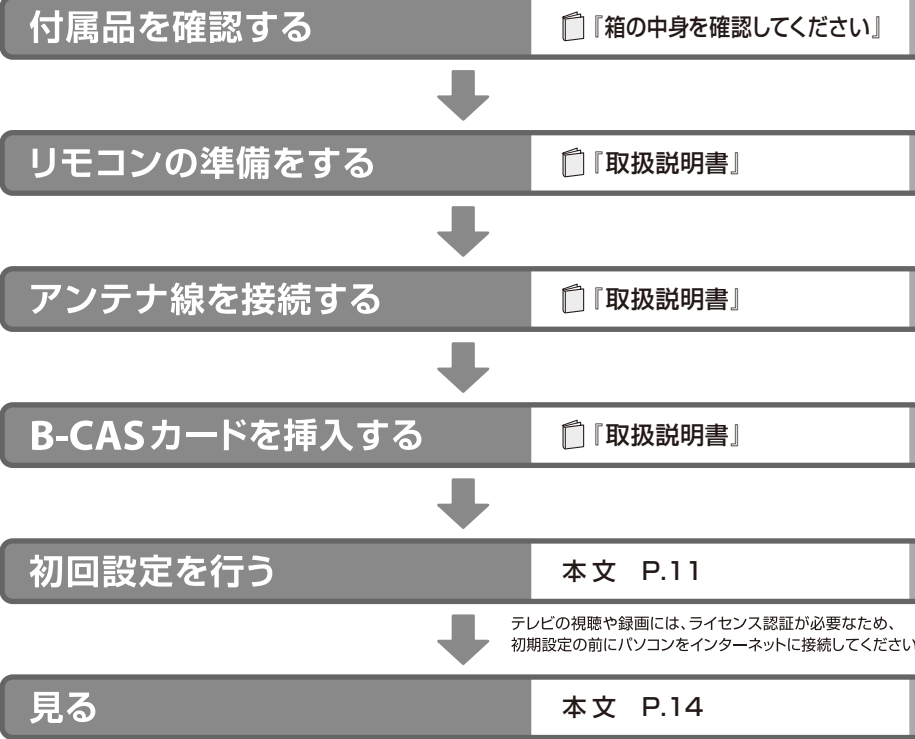 付属品を確認する 『箱の中身を確認してください』
リモコンの準備をする 『取扱説明書』
アンテナ線を接続する 『取扱説明書』
B-CASカードを挿入する 『取扱説明書』
初回設定を行う 本文 P.11
テレビの視聴や録画には、ライセンス認証が必要なため、
初期設定の前にパソコンをインターネットに接続してください
見る 本文 P.14